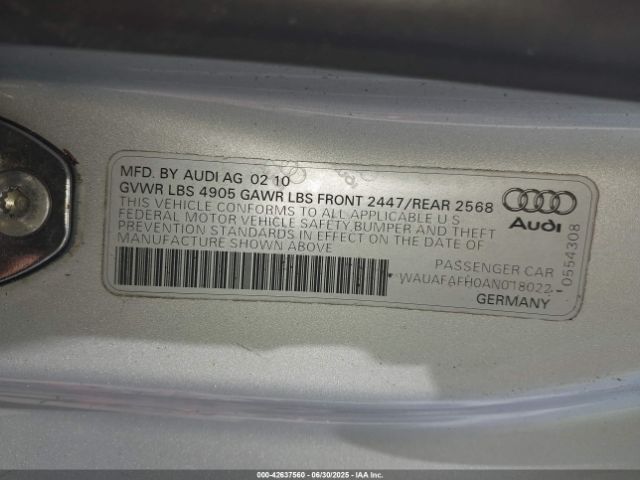 MFD. BY AUDI AG 02 10
GVWR LBS 4905 GAWR LBS FRONT 2447/REAR 2568
THIS VEHICLE CONFORMS TO ALL APPLICABLE U S
FEDERAL MOTOR VEHICLE SAFETY,BUMPER AND THEFT
PREVENTION STANDARDS IN EFFECT ON THE DATE OF
MANUFACTURE SHOWN ABOVE
Audi
PASSENGER CAR
WAUAFAFH0AN018022
GERMANY
0554308
000-42637560 - 06/30/2025 - IAA Inc.